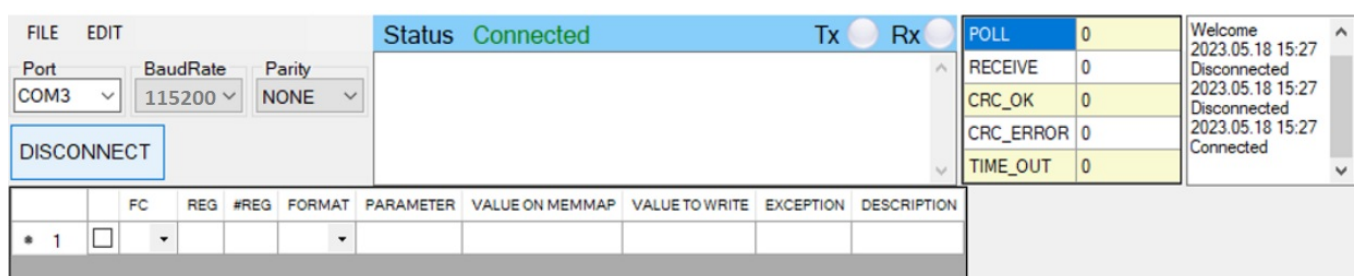 FILE EDIT
Status Connected Tx Rx
Port BaudRate Parity
COM3 115200 NONE
DISCONNECT
POLL 0
RECEIVE 0
CRC_OK 0
CRC_ERROR 0
TIME_OUT 0
Welcome
2023.05.18 15:27
Disconnected
2023.05.18 15:27
Disconnected
2023.05.18 15:27
Connected
FC REG #REG FORMAT PARAMETER VALUE ON MEMMAP VALUE TO WRITE EXCEPTION DESCRIPTION
* 1